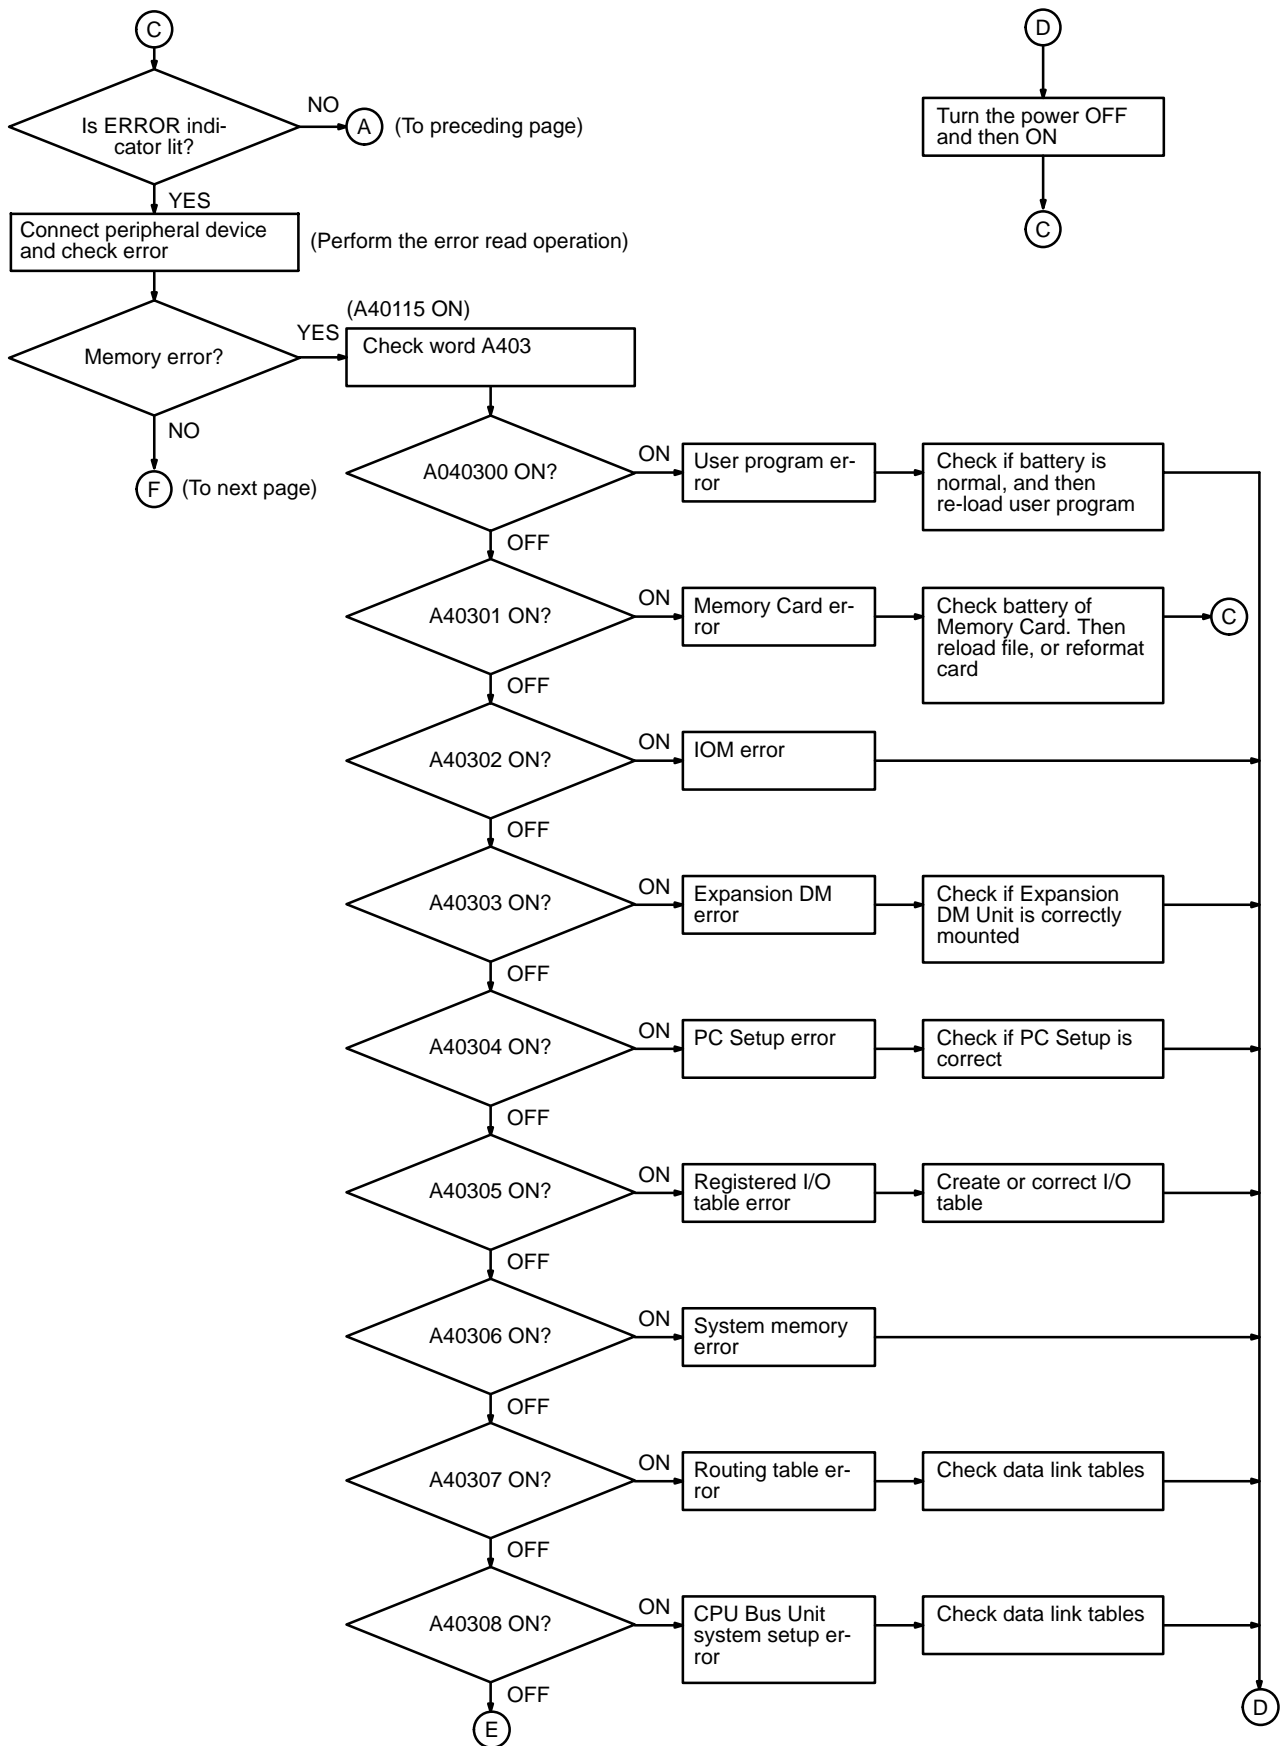 C
Is ERROR indi-
cator lit?
NO
A
(To preceding page)
YES
Connect peripheral device
and check error
(Perform the error read operation)
Memory error?
YES
(A40115 ON)
Check word A403
NO
F
(To next page)
D
Turn the power OFF
and then ON
C
A040300 ON?
ON
User program er-
ror
Check if battery is
normal, and then
re-load user program
OFF
A40301 ON?
ON
Memory Card er-
ror
Check battery of
Memory Card. Then
reload file, or reformat
card
C
OFF
A40302 ON?
ON
IOM error
OFF
A40303 ON?
ON
Expansion DM
error
Check if Expansion
DM Unit is correctly
mounted
OFF
A40304 ON?
ON
PC Setup error
Check if PC Setup is
correct
OFF
A40305 ON?
ON
Registered I/O
table error
Create or correct I/O
table
OFF
A40306 ON?
ON
System memory
error
OFF
A40307 ON?
ON
Routing table er-
ror
Check data link tables
OFF
A40308 ON?
ON
CPU Bus Unit
system setup er-
ror
Check data link tables
OFF
E
D